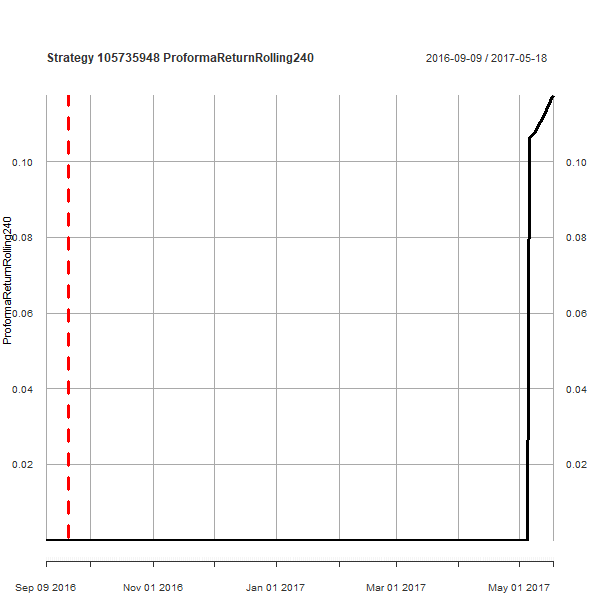 Strategy 105735948 ProformaReturnRolling240
2016-09-09 / 2017-05-18
ProformaReturnRolling240
0.10
0.08
0.06
0.04
0.02
0.10
0.08
0.06
0.04
0.02
Sep 09 2016 Nov 01 2016 Jan 01 2017 Mar 01 2017 May 01 2017